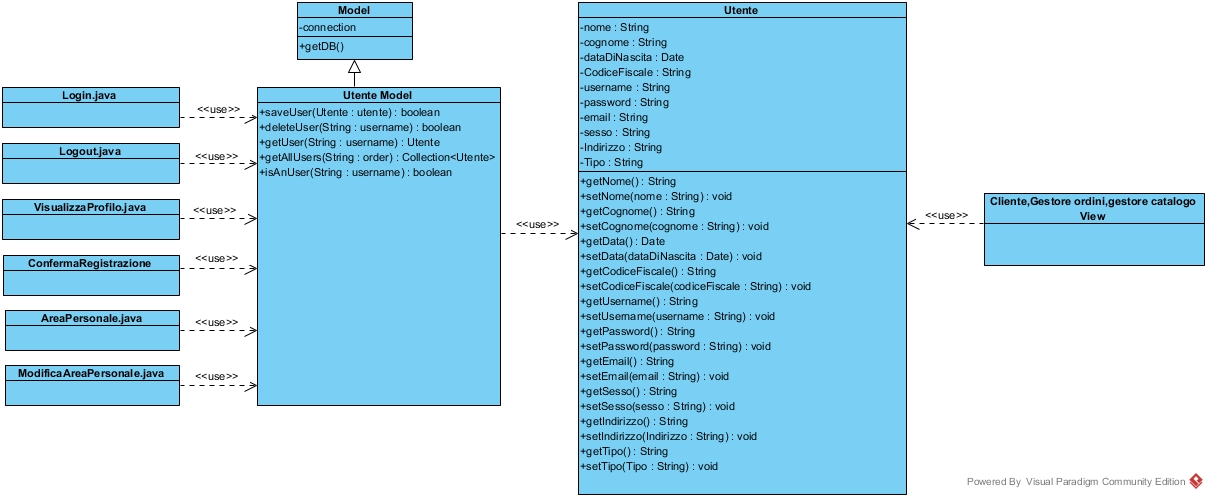 Model
-connection
+getDB()
Login.java
<<use>>
Logout.java
<<use>>
VisualizzaProfilo.java
<<use>>
ConfermaRegistrazione
<<use>>
AreaPersonale.java
<<use>>
ModificaAreaPersonale.java
<<use>>
Utente Model
+saveUser(Utente : utente) : boolean
+deleteUser(String : username) : boolean
+getUser(String : username) : Utente
+getAllUsers(String : order) : Collection<Utente>
+isAnUser(String : username) : boolean
<<use>>
Utente
-nome : String
-cognome : String
-dataDiNascita : Date
-CodiceFiscale : String
-username : String
-password : String
-email : String
-sesso : String
-Indirizzo : String
-Tipo : String
+getNome() : String
+setNome(nome : String) : void
+getCognome() : String
+setCognome(cognome : String) : void
+getData() : Date
+setData(dataDiNascita : Date) : void
+getCodiceFiscale() : String
+setCodiceFiscale(codiceFiscale : String) : void
+getUsername() : String
+setUsername(username : String) : void
+getPassword() : String
+setPassword(password : String) : void
+getEmail() : String
+setEmail(email : String) : void
+getSesso() : String
+setSesso(sesso : String) : void
+getIndirizzo() : String
+setIndirizzo(Indirizzo : String) : void
+getTipo() : String
+setTipo(Tipo : String) : void
<<use>>
Cliente,Gestore ordini,gestore catalogo
View
Powered By Visual Paradigm Community Edition